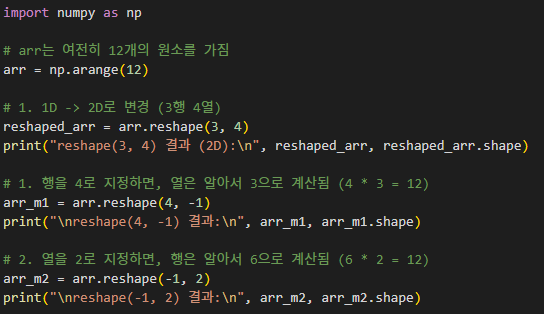 import numpy as np
# arr는 여전히 12개의 원소를 가짐
arr = np.arange(12)
# 1. 1D -> 2D로 변경 (3행 4열)
reshaped_arr = arr.reshape(3, 4)
print("reshape(3, 4) 결과 (2D):\n", reshaped_arr, reshaped_arr.shape)
# 1. 행을 4로 지정하면, 열은 알아서 3으로 계산됨 (4 * 3 = 12)
arr_m1 = arr.reshape(4, -1)
print("\nreshape(4, -1) 결과:\n", arr_m1, arr_m1.shape)
# 2. 열을 2로 지정하면, 행은 알아서 6으로 계산됨 (6 * 2 = 12)
arr_m2 = arr.reshape(-1, 2)
print("\nreshape(-1, 2) 결과:\n", arr_m2, arr_m2.shape)